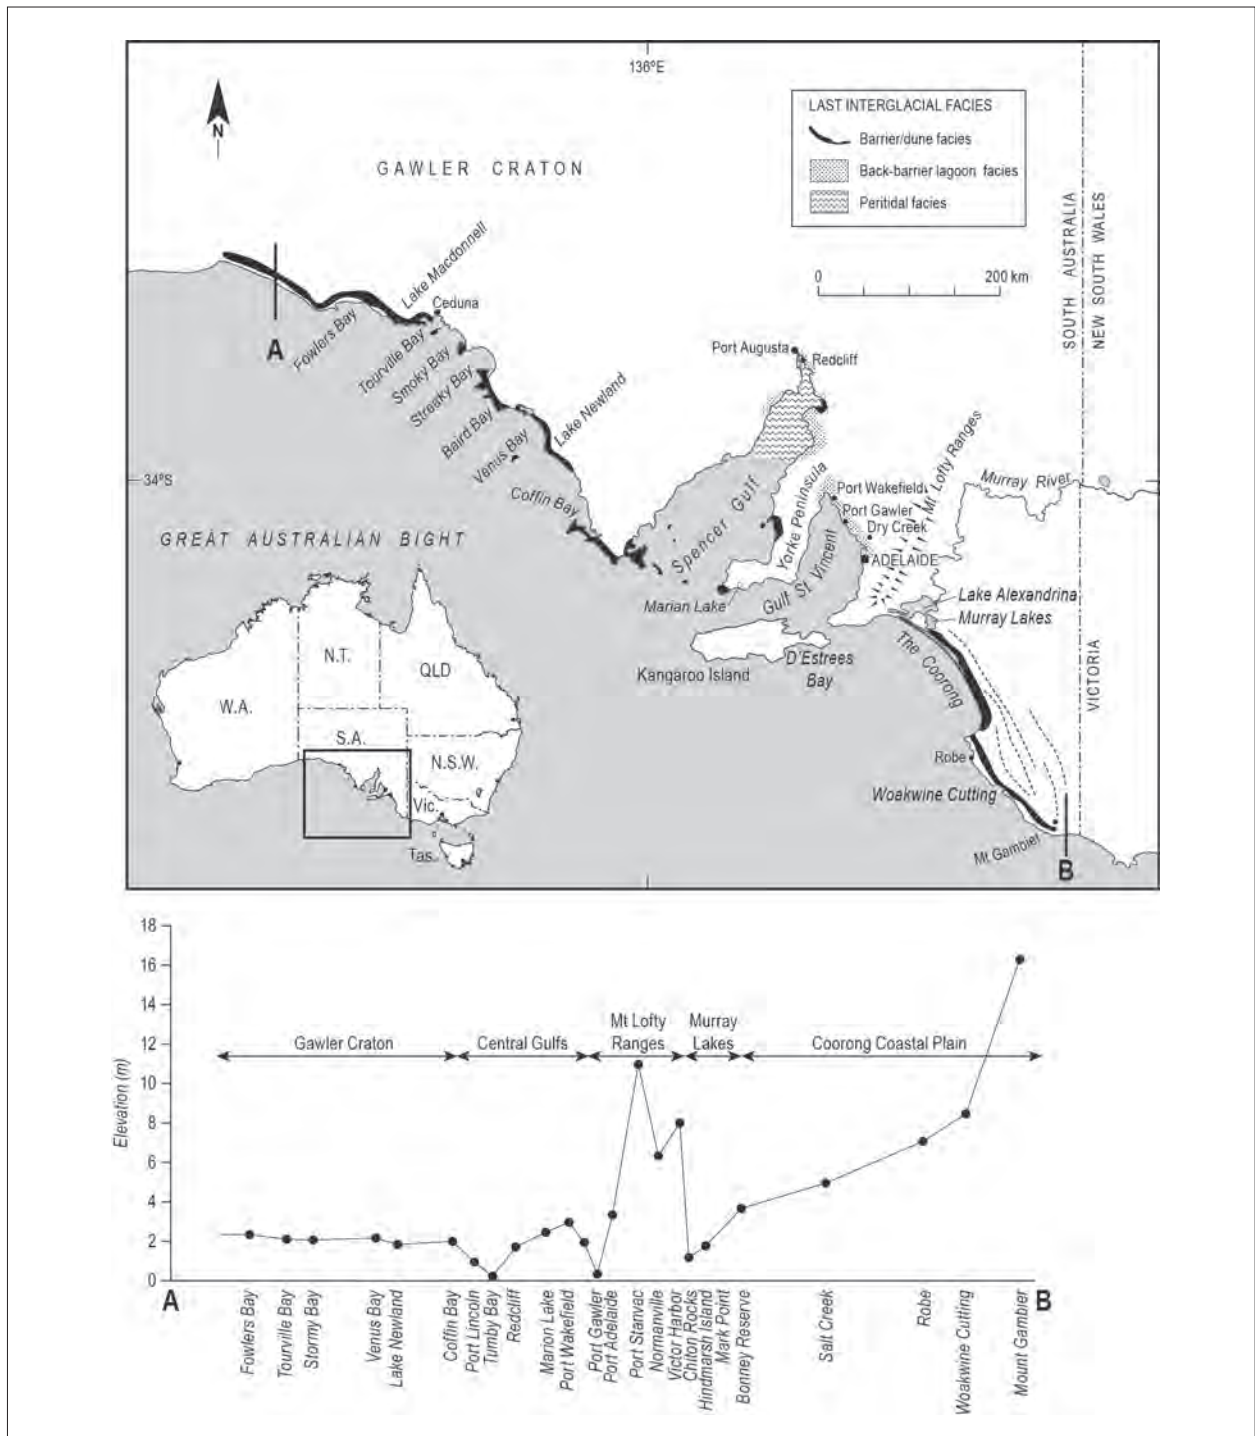 136ºE
N
GAWLER CRATON
LAST INTERGLACIAL FACIES
Barrier/dune facies
Back-barrier lagoon facies
Peritidal facies
0
200 km
SOUTH AUSTRALIA
NEW SOUTH WALES
VICTORIA
A
Fowlers Bay
Lake Macdonnell
Ceduna
Tourville Bay
Smoky Bay
Streaky Bay
Baird Bay
Venus Bay
Lake Newland
Coffin Bay
34ºS
GREAT AUSTRALIAN BIGHT
Port Augusta
Redcliff
Spencer Gulf
Yorke Peninsula
Port Wakefield
Port Gawler
Dry Creek
ADELAIDE
Mt Lofty Ranges
Murray River
Gulf St. Vincent
Marian Lake
Lake Alexandrina
Murray Lakes
Kangaroo Island
D'Estrees
Bay
The Coorong
Robe
Woakwine Cutting
Mt Gambier
B
W.A.
N.T.
QLD
S.A.
N.S.W.
Vic.
Tas.
18
16
14
12
10
8
6
4
2
0
Elevation (m)
Gawler Craton
Central Gulfs
Mt Lofty
Ranges
Murray
Lakes
Coorong Coastal Plain
A
B
Fowlers Bay
Tourville Bay
Stormy Bay
Venus Bay
Lake Newland
Coffin Bay
Port Lincoln
Tumby Bay
Redcliff
Marion Lake
Port Wakefield
Port Gawler
Port Adelaide
Port Stanvac
Normanville
Victor Harbor
Chiton Rocks
Hindmarsh Island
Mark Point
Bonney Reserve
Salt Creek
Robe
Woakwine Cutting
Mount Gambier